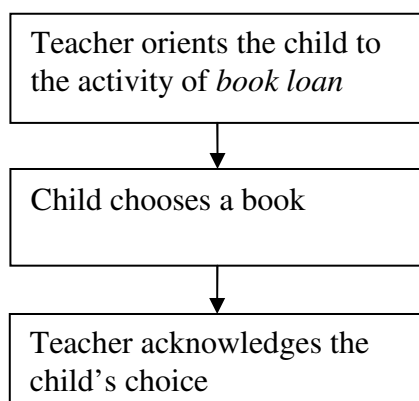 Teacher orients the child to
the activity of book loan
Child chooses a book
Teacher acknowledges the
child’s choice